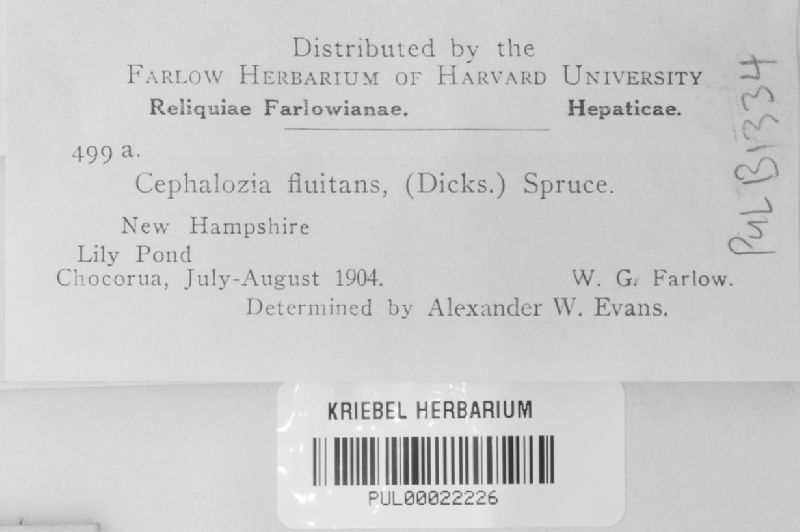 Distributed by the
FARLOW HERBARIUM OF HARVARD UNIVERSITY
Reliquiae Farlowianae. Hepaticae.
499 a.
Cephalozia fluitans, (Dicks.) Spruce.
New Hampshire
Lily Pond
Chocorua, July-August 1904. W. G. Farlow.
Determined by Alexander W. Evans.
PUL B1334
KRIEBEL HERBARIUM
PUL00022226